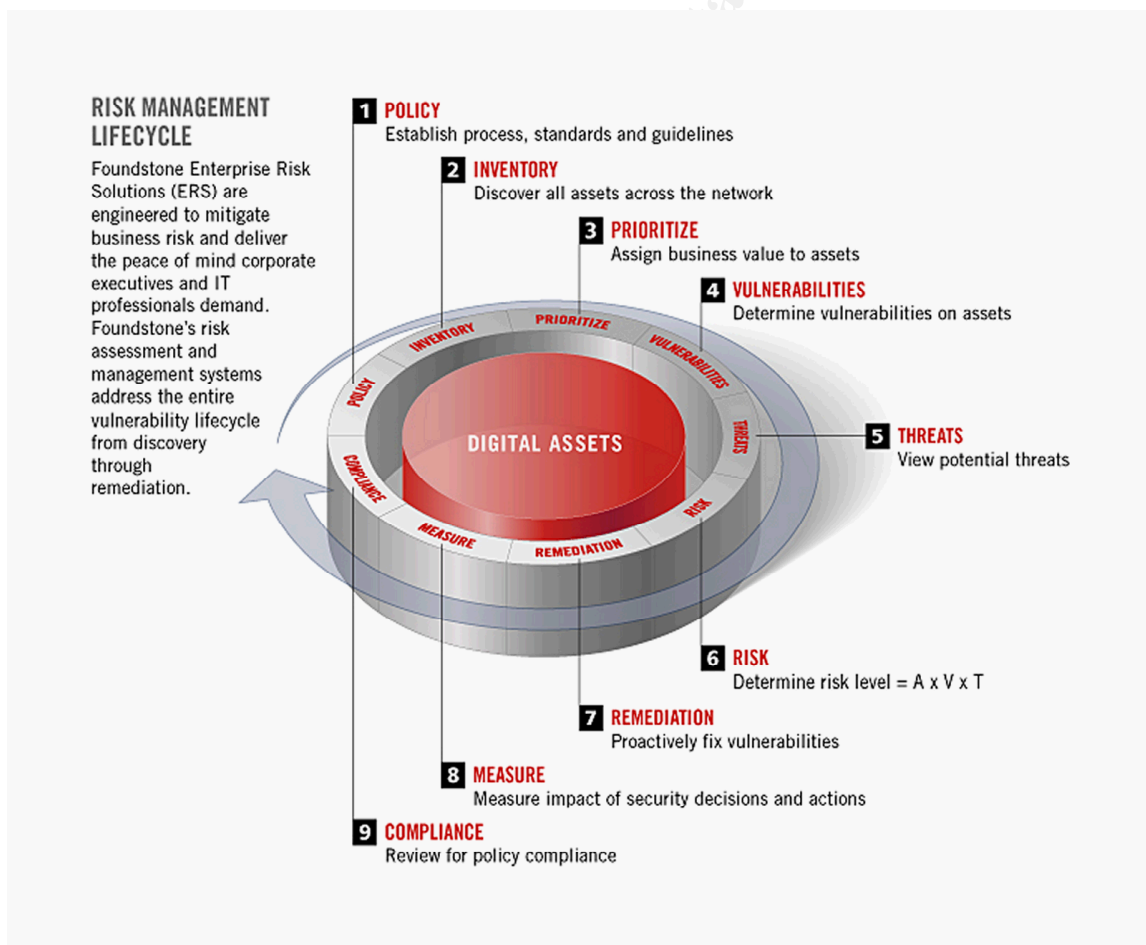 RISK MANAGEMENT
LIFECYCLE
Foundstone Enterprise Risk
Solutions (ERS) are
engineered to mitigate
business risk and deliver
the peace of mind corporate
executives and IT
professionals demand.
Foundstone's risk
assessment and
management systems
address the entire
vulnerability lifecycle
from discovery
through
remediation.
1 POLICY
Establish process, standards and guidelines
2 INVENTORY
Discover all assets across the network
3 PRIORITIZE
Assign business value to assets
4 VULNERABILITIES
Determine vulnerabilities on assets
5 THREATS
View potential threats
6 RISK
Determine risk level = A x V x T
7 REMEDIATION
Proactively fix vulnerabilities
8 MEASURE
Measure impact of security decisions and actions
9 COMPLIANCE
Review for policy compliance
POLICY
INVENTORY
PRIORITIZE
VULNERABILITIES
THREATS
RISK
REMEDIATION
MEASURE
COMPLIANCE
DIGITAL ASSETS